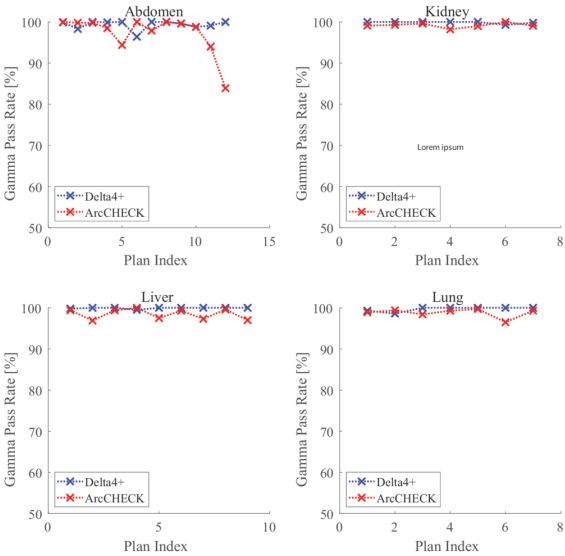 Abdomen
Gamma Pass Rate [%]
100
90
80
70
60
50
Delta4+
ArcCHECK
0
5
10
15
Plan Index
Kidney
Gamma Pass Rate [%]
100
90
80
70
60
50
Lorem ipsum
Delta4+
ArcCHECK
0
2
4
6
8
Plan Index
Liver
Gamma Pass Rate [%]
100
90
80
70
60
50
Delta4+
ArcCHECK
0
5
10
Plan Index
Lung
Gamma Pass Rate [%]
100
90
80
70
60
50
Delta4+
ArcCHECK
0
2
4
6
8
Plan Index